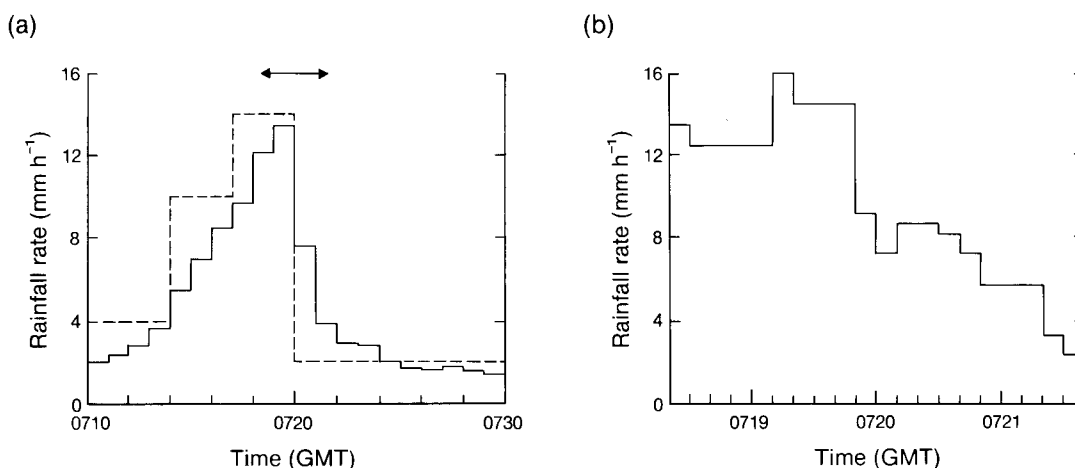 (a)
16
12
8
4
0
Rainfall rate (mm h⁻¹)
0710
0720
0730
Time (GMT)
(b)
16
12
8
4
0
Rainfall rate (mm h⁻¹)
0719
0720
0721
Time (GMT)